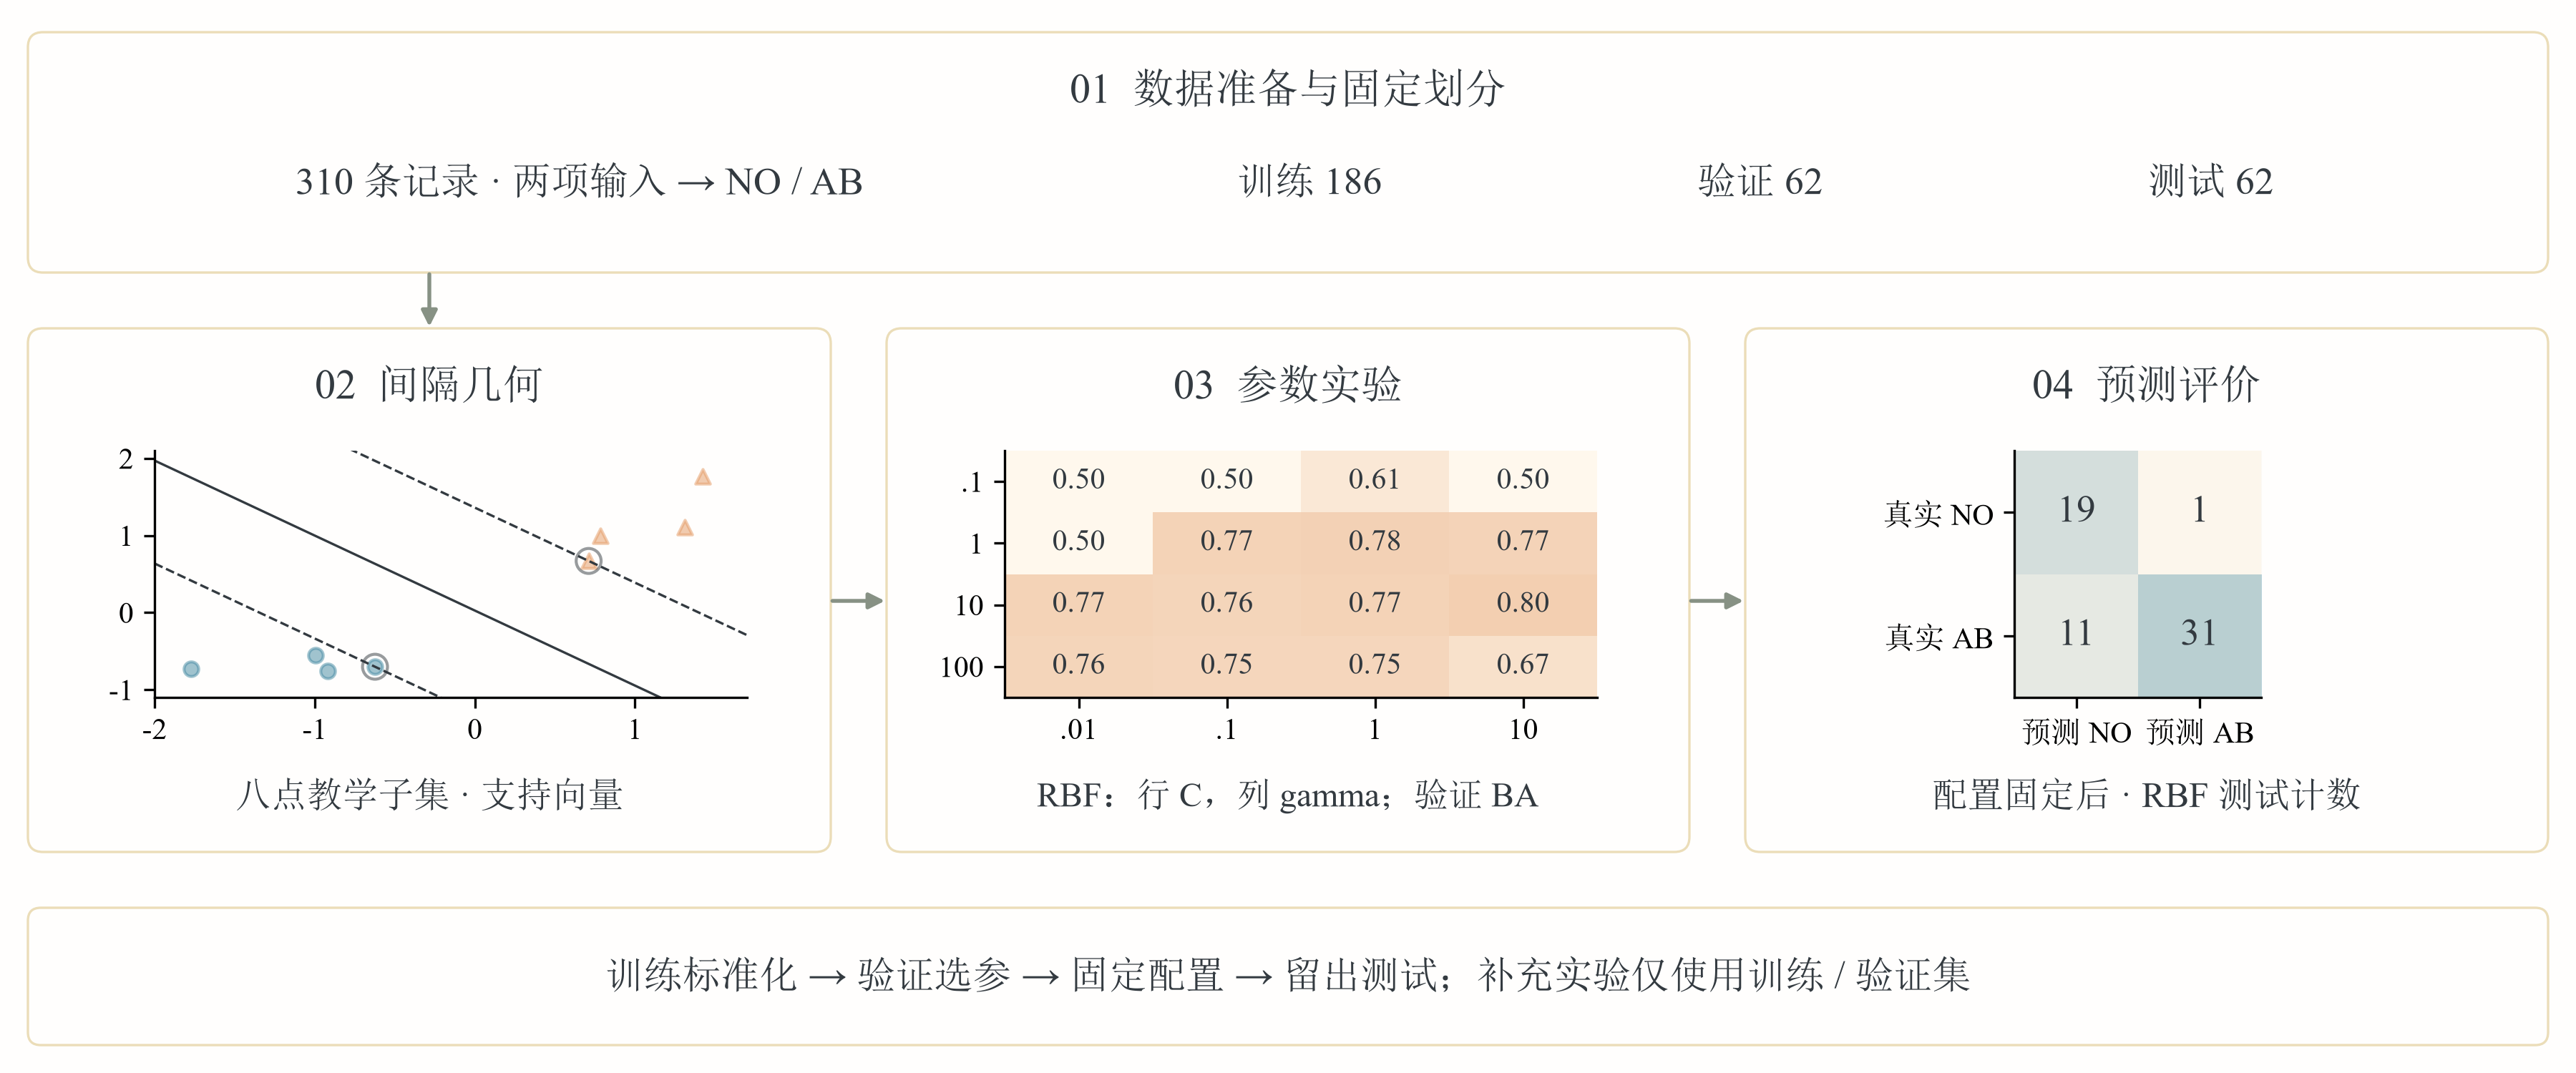 01 数据准备与固定划分
310 条记录 · 两项输入 → NO / AB
训练 186
验证 62
测试 62
02 间隔几何
2
1
0
-1
-2 -1 0 1
八点教学子集 · 支持向量
03 参数实验
.1 0.50 0.50 0.61 0.50
1 0.50 0.77 0.78 0.77
10 0.77 0.76 0.77 0.80
100 0.76 0.75 0.75 0.67
.01 .1 1 10
RBF：行 C，列 gamma；验证 BA
04 预测评价
真实 NO 19 1
真实 AB 11 31
预测 NO 预测 AB
配置固定后 · RBF 测试计数
训练标准化 → 验证选参 → 固定配置 → 留出测试；补充实验仅使用训练 / 验证集